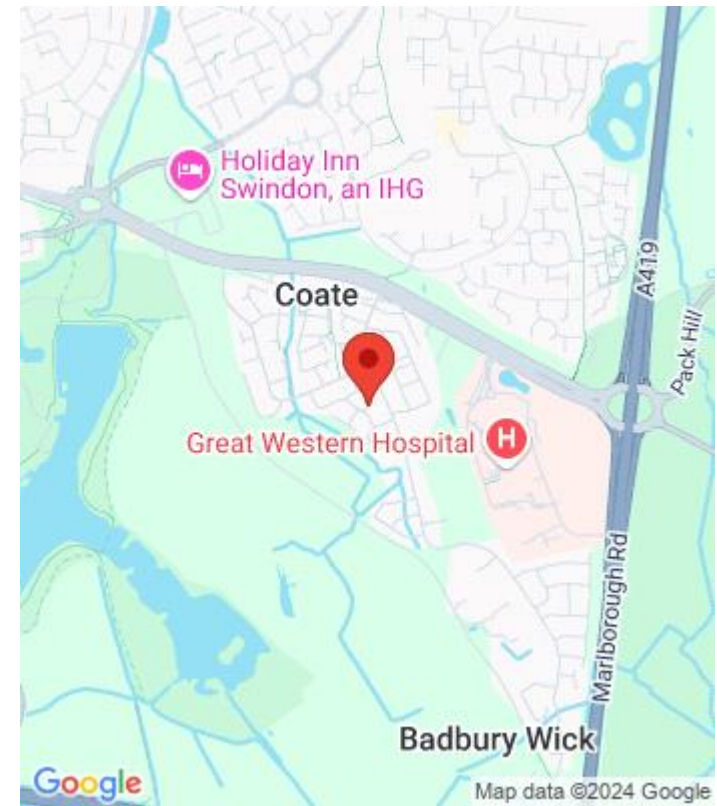 Holiday Inn
Swindon, an IHG
A419
Coate
Pack Hill
Great Western Hospital
H
Marlborough Rd
Badbury Wick
Google
Map data ©2024 Google